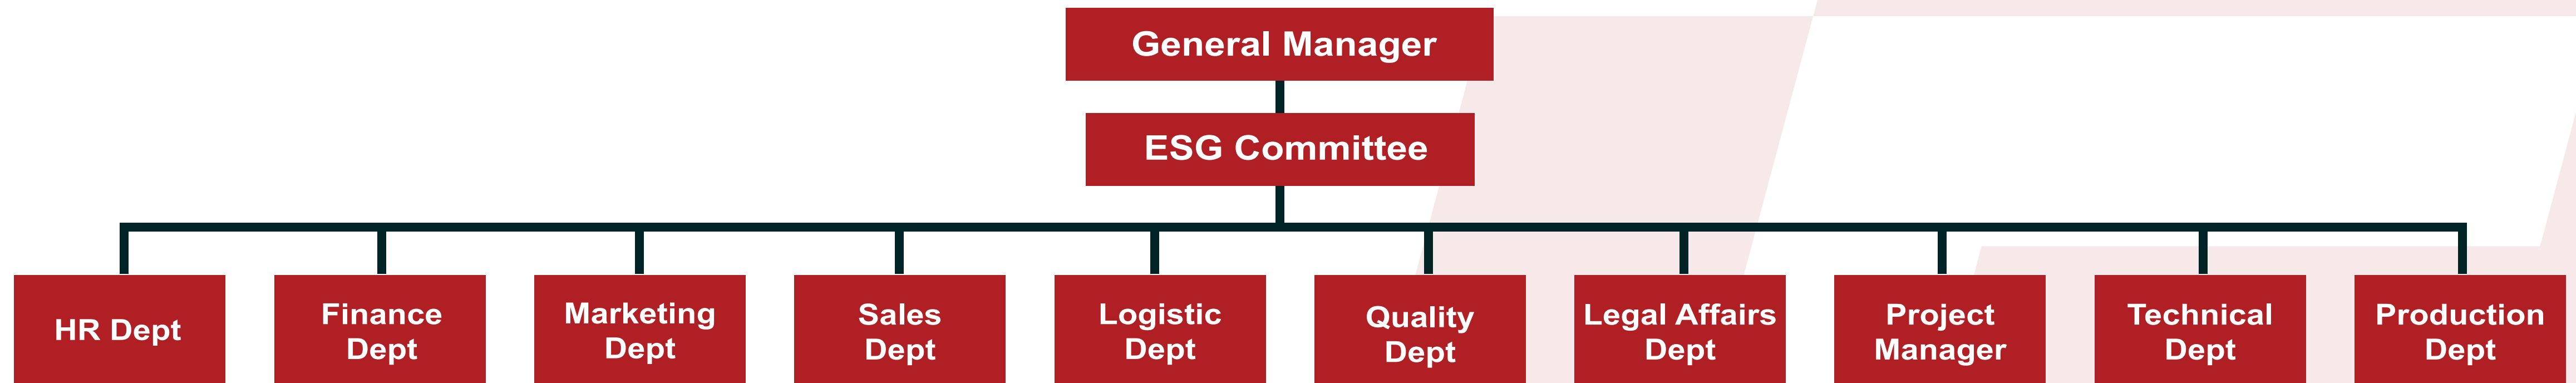 General Manager
ESG Committee
HR Dept
Finance
Dept
Marketing
Dept
Sales
Dept
Logistic
Dept
Quality
Dept
Legal Affairs
Dept
Project
Manager
Technical
Dept
Production
Dept